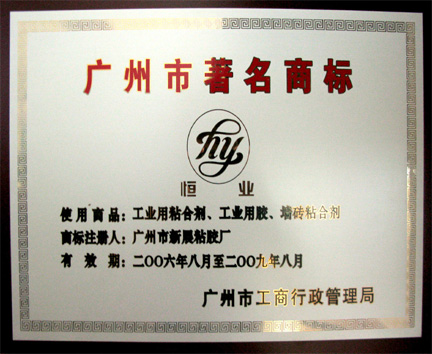 广州市著名商标
hy
恒 业
使用商品：工业用粘合剂、工业用胶、墙砖粘合剂
商标注册人：广州市新展粘胶厂
有 效 期：二〇〇六年八月至二〇〇九年八月
广州市工商行政管理局